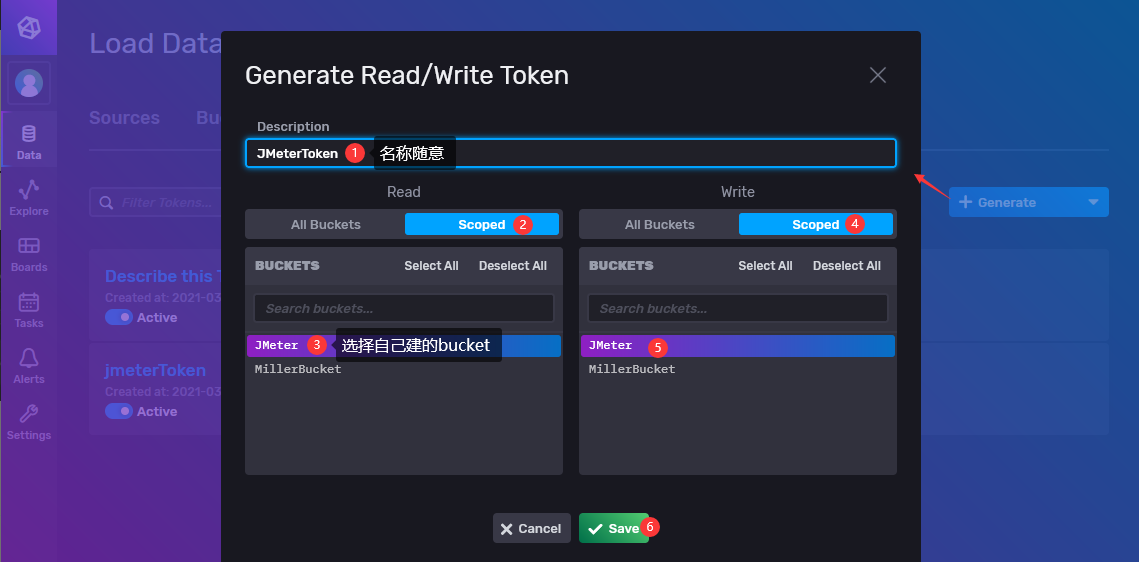 Load Data
Sources
Bu
Data
Explore
Boards
Tasks
Alerts
Settings
Filter Tokens...
Generate
Describe this T
Created at: 2021-03
Active
jmeterToken
Created at: 2021-03
Active
Generate Read/Write Token
Description
JMeterToken 1 名称随意
Read
Write
All Buckets Scoped 2
All Buckets Scoped 4
BUCKETS Select All Deselect All
BUCKETS Select All Deselect All
Search buckets...
Search buckets...
JMeter 3 选择自己建的bucket
JMeter 5
MillerBucket
MillerBucket
Cancel
Save 6